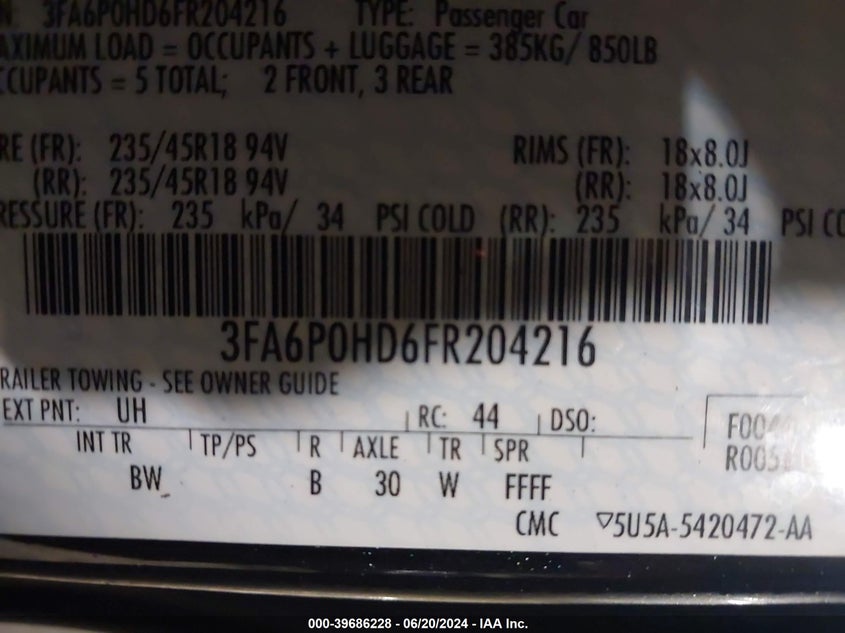 3FA6P0HD6FR204216 TYPE: Passenger Car
AXIMUM LOAD = OCCUPANTS + LUGGAGE = 385KG/ 850LB
CCUPANTS = 5 TOTAL; 2 FRONT, 3 REAR
RE (FR): 235/45R18 94V RIMS (FR): 18x8.0J
(RR): 235/45R18 94V (RR): 18x8.0J
RESSURE (FR): 235 kPa/ 34 PSI COLD (RR): 235 kPa/ 34 PSI CO
3FA6P0HD6FR204216
RAILER TOWING - SEE OWNER GUIDE
EXT PNT: UH RC: 44 DSO:
INT TR TP/PS R AXLE TR SPR
BW B 30 W FFFF
CMC ▽5U5A-5420472-AA
000-39686228 - 06/20/2024 - IAA Inc.